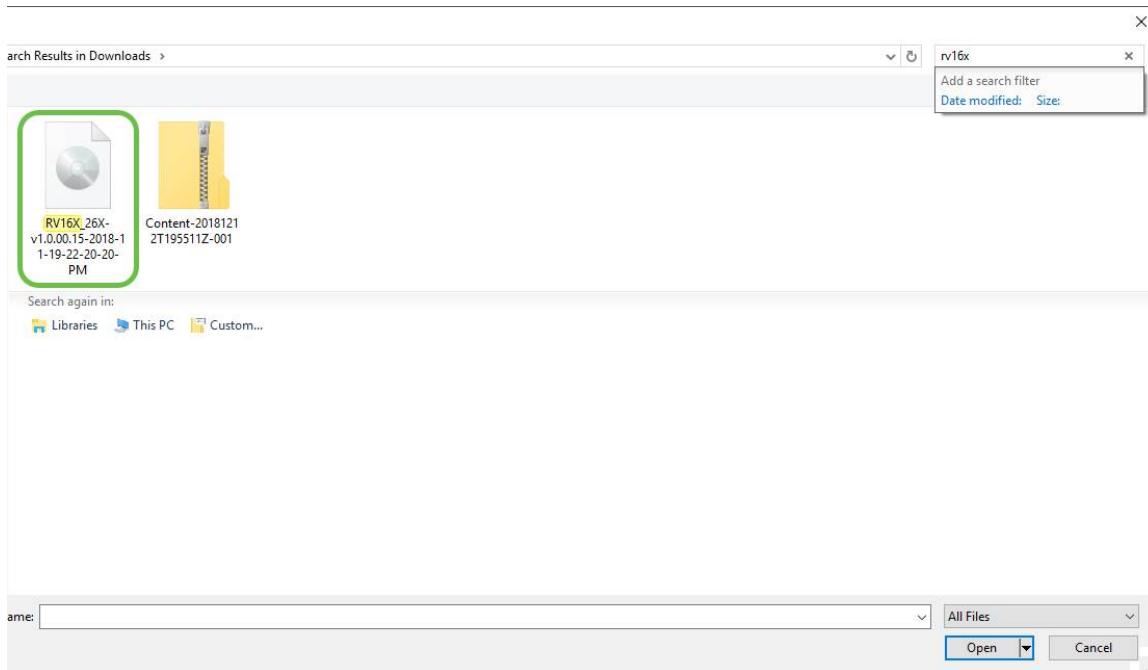 arch Results in Downloads >
rv16x
Add a search filter
Date modified: Size:
RV16X_26X-
v1.0.00.15-2018-1
1-19-22-20-20-
PM
Content-2018121
2T195511Z-001
Search again in:
Libraries This PC Custom...
ame:
All Files
Open Cancel